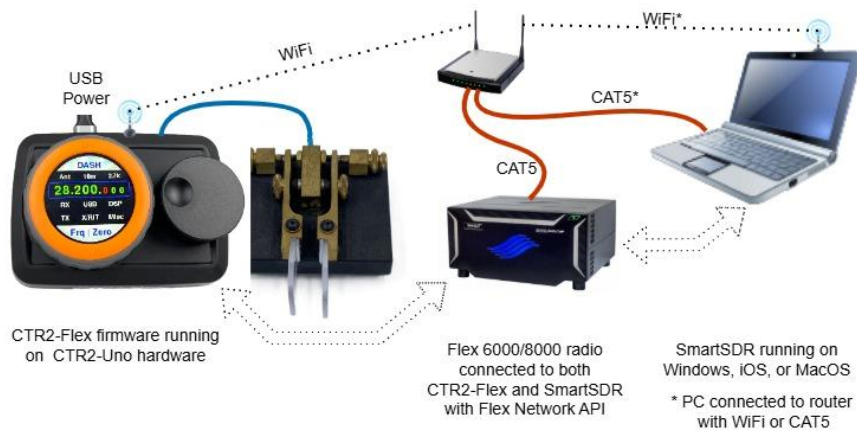 WiFi
WiFi*
USB
Power
CAT5*
CAT5
DASH
Ant 10m 2.7k
28.200.000
RX USB DSP
TX X/RIT Misc
Frq | Zero
CTR2-Flex firmware running
on CTR2-Uno hardware
Flex 6000/8000 radio
connected to both
CTR2-Flex and SmartSDR
with Flex Network API
SmartSDR running on
Windows, iOS, or MacOS
* PC connected to router
with WiFi or CAT5